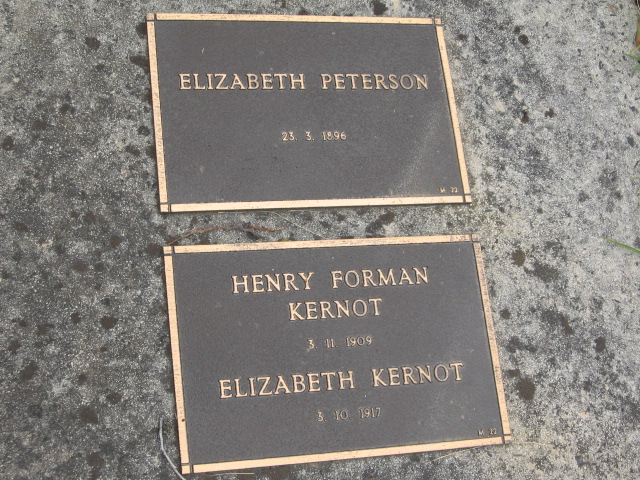 ELIZABETH PETERSON
23. 3. 1896
M 22
HENRY FORMAN
KERNOT
3. 11. 1909
ELIZABETH KERNOT
3. 10. 1917
M 22